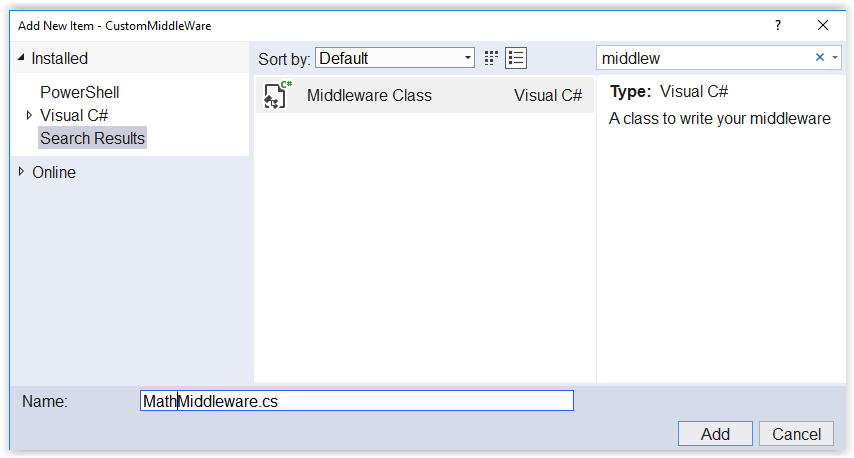 Add New Item - CustomMiddleWare
?
Installed
PowerShell
Visual C#
Search Results
Online
Sort by: Default
C#
Middleware Class Visual C#
middlew
Type: Visual C#
A class to write your middleware
Name: MathMiddleware.cs
Add Cancel